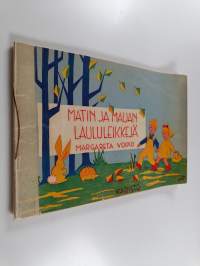 MATIN JA MAIJAN
LAULULEIKKEJÄ
MARGARETA VOIPIO